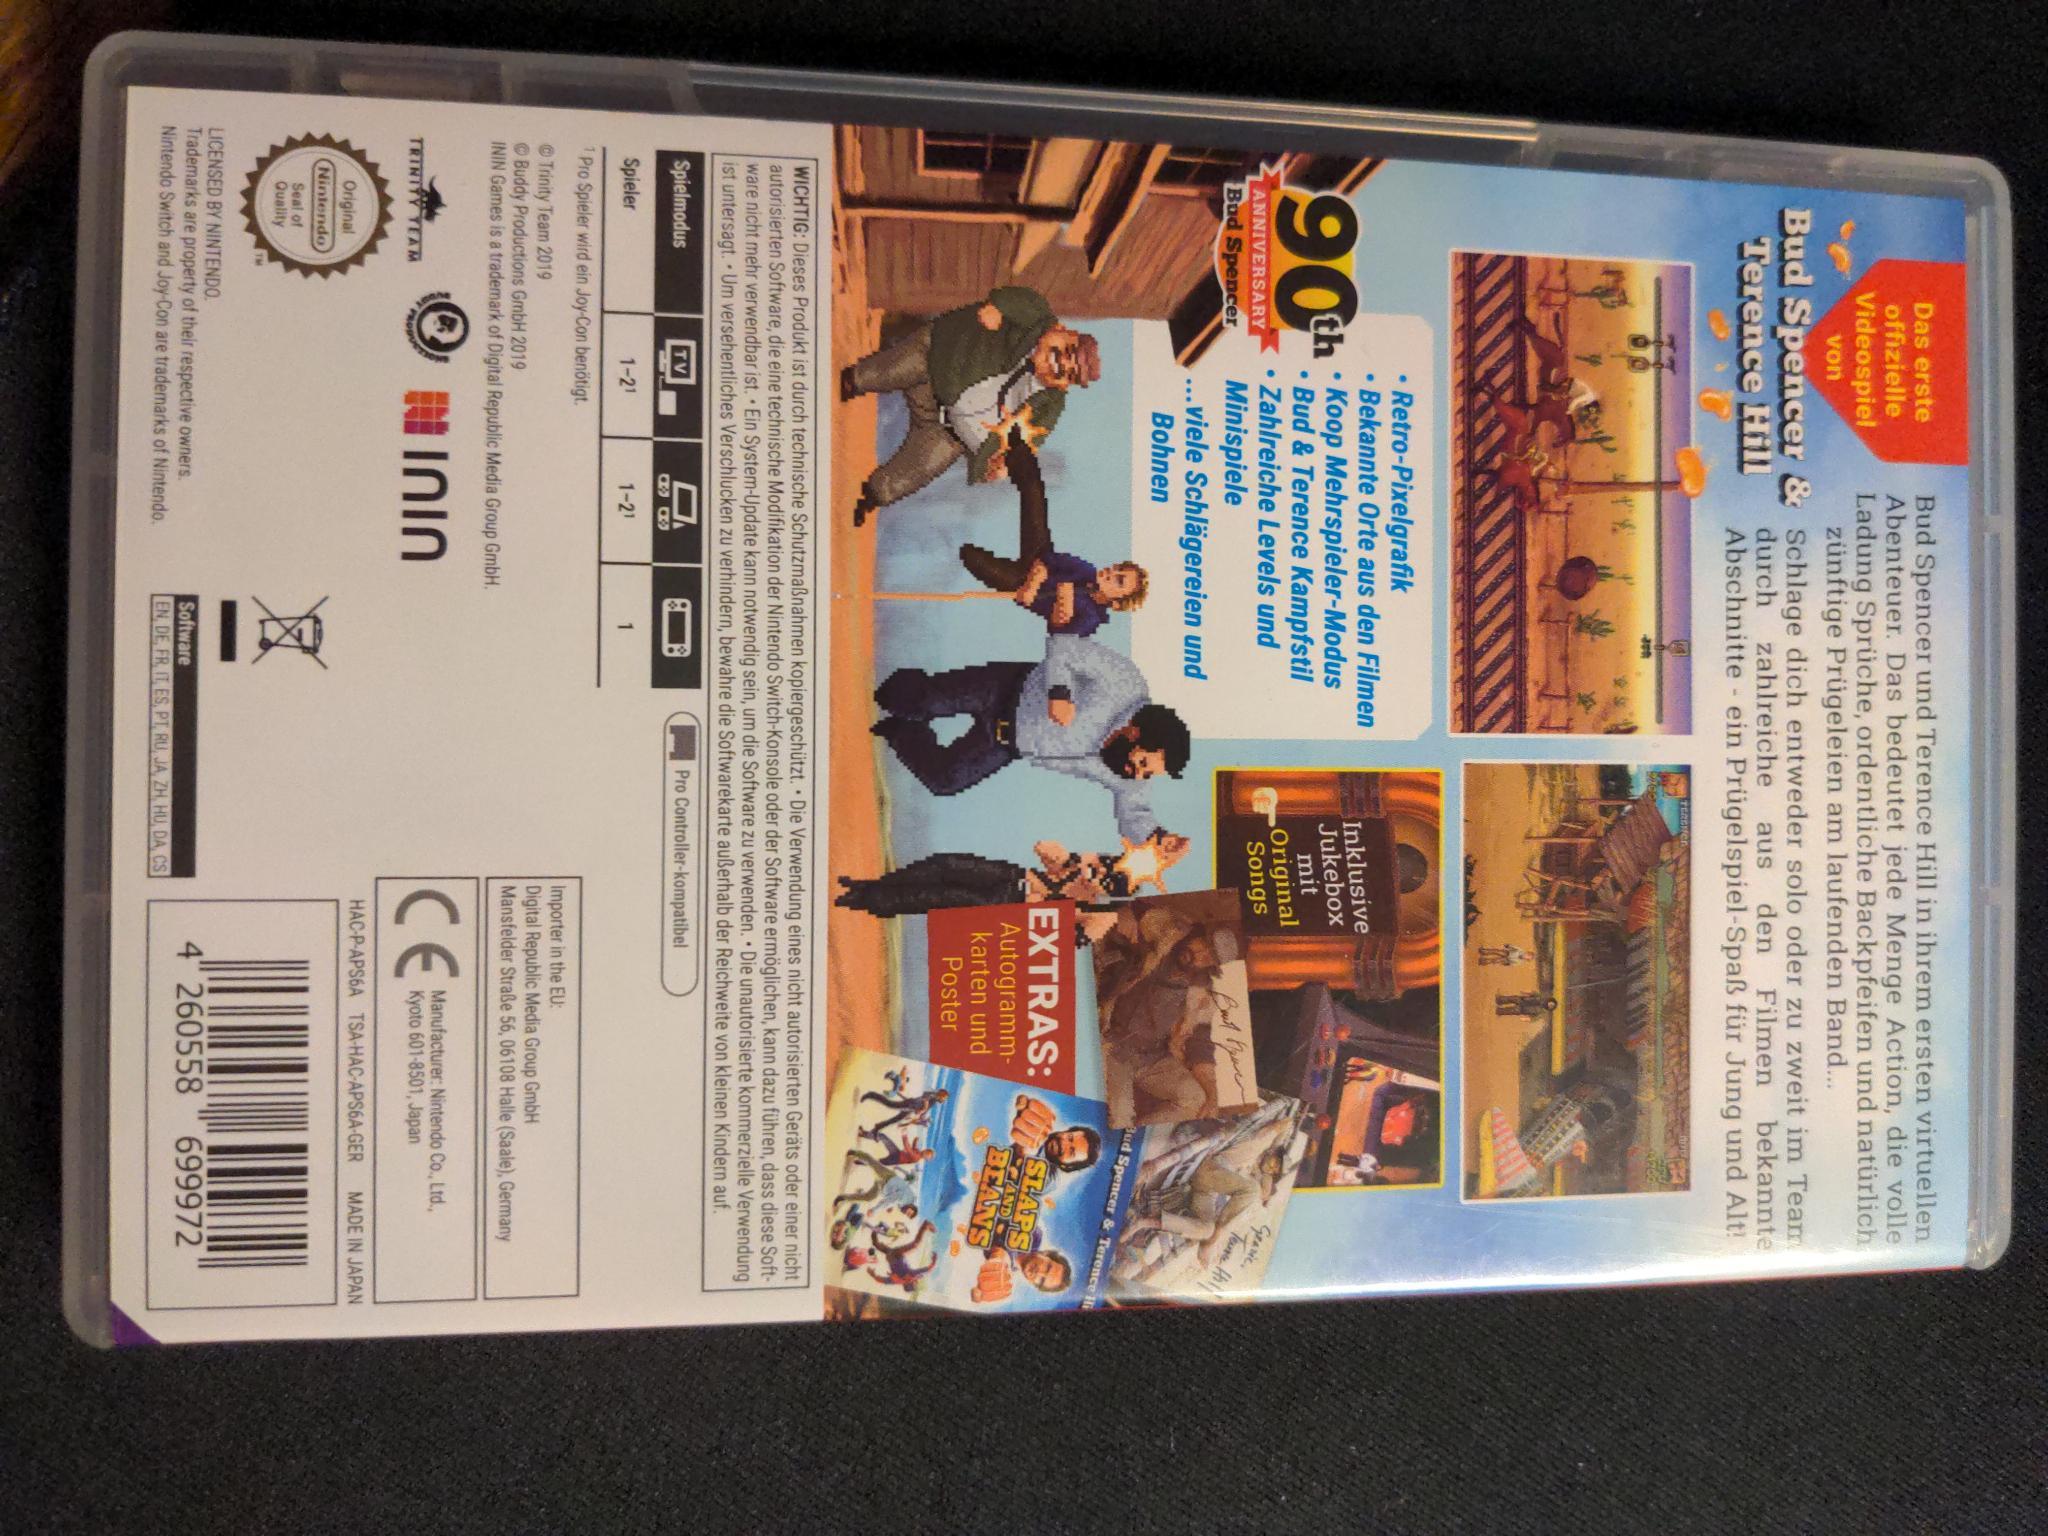 Das erste
offizielle
Videospiel
von
Bud Spencer &
Terence Hill
Bud Spencer und Terence Hill in ihrem ersten virtuellen
Abenteuer. Das bedeutet jede Menge Action, die volle
Ladung Sprüche, ordentliche Backpfeifen und natürlich
zünftige Prügeleien am laufenden Band...
Schlage dich entweder solo oder zu zweit im Team
durch zahlreiche aus den Filmen bekannte
Abschnitte - ein Prügelspiel-Spaß für Jung und Alt!
90th
ANNIVERSARY
Bud Spencer
• Retro-Pixelgrafik
• Bekannte Orte aus den Filmen
• Koop Mehrspieler-Modus
• Bud & Terence Kampfstil
• Zahlreiche Levels und
Minispiele
...viele Schlägereien und
Bohnen
Inklusive
Jukebox
mit
Original
Songs
EXTRAS:
Autogramm-
karten und
Poster
Bud Spencer & Terence Hi
SLAPS
AND
BEANS
WICHTIG: Dieses Produkt ist durch technische Schutzmaßnahmen kopiergeschützt. • Die Verwendung eines nicht autorisierten Geräts oder einer nicht
autorisierten Software, die eine technische Modifikation der Nintendo Switch-Konsole oder der Software ermöglichen, kann dazu führen, dass diese Soft-
ware nicht mehr verwendbar ist. • Ein System-Update kann notwendig sein, um die Software zu verwenden. • Die unautorisierte kommerzielle Verwendung
ist untersagt. • Um versehentliches Verschlucken zu verhindern, bewahre die Softwarekarte außerhalb der Reichweite von kleinen Kindern auf.
Spielmodus TV
Spieler 1-2¹ 1-2¹ 1
Pro Controller-kompatibel
¹ Pro Spieler wird ein Joy-Con benötigt.
© Trinity Team 2019
© Buddy Productions GmbH 2019
ININ Games is a trademark of Digital Republic Media Group GmbH.
TRINITY TEAM
ININ
Original
Nintendo
Seal of
Quality
TM
LICENSED BY NINTENDO.
Trademarks are property of their respective owners.
Nintendo Switch and Joy-Con are trademarks of Nintendo.
Software
EN, DE, FR, IT, ES, PT, RU, JA, ZH, HU, DA, CS
Importer in the EU:
Digital Republic Media Group GmbH
Mansfelder Straße 56, 06108 Halle (Saale), Germany
CE
Manufacturer: Nintendo Co., Ltd.,
Kyoto 601-8501, Japan
HAC-P-APS6A TSA-HAC-APS6A-GER MADE IN JAPAN
4 260558 699972